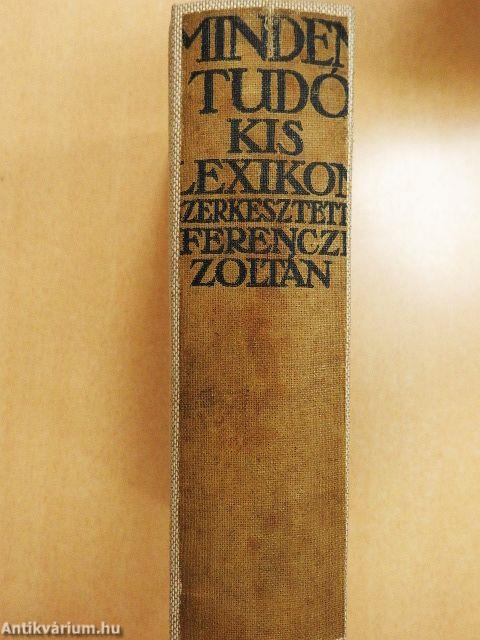 MINDEN
TUDÓ
KIS
LEXIKON
SZERKESZTETTE
FERENCZI
ZOLTÁN
Antikvárium.hu